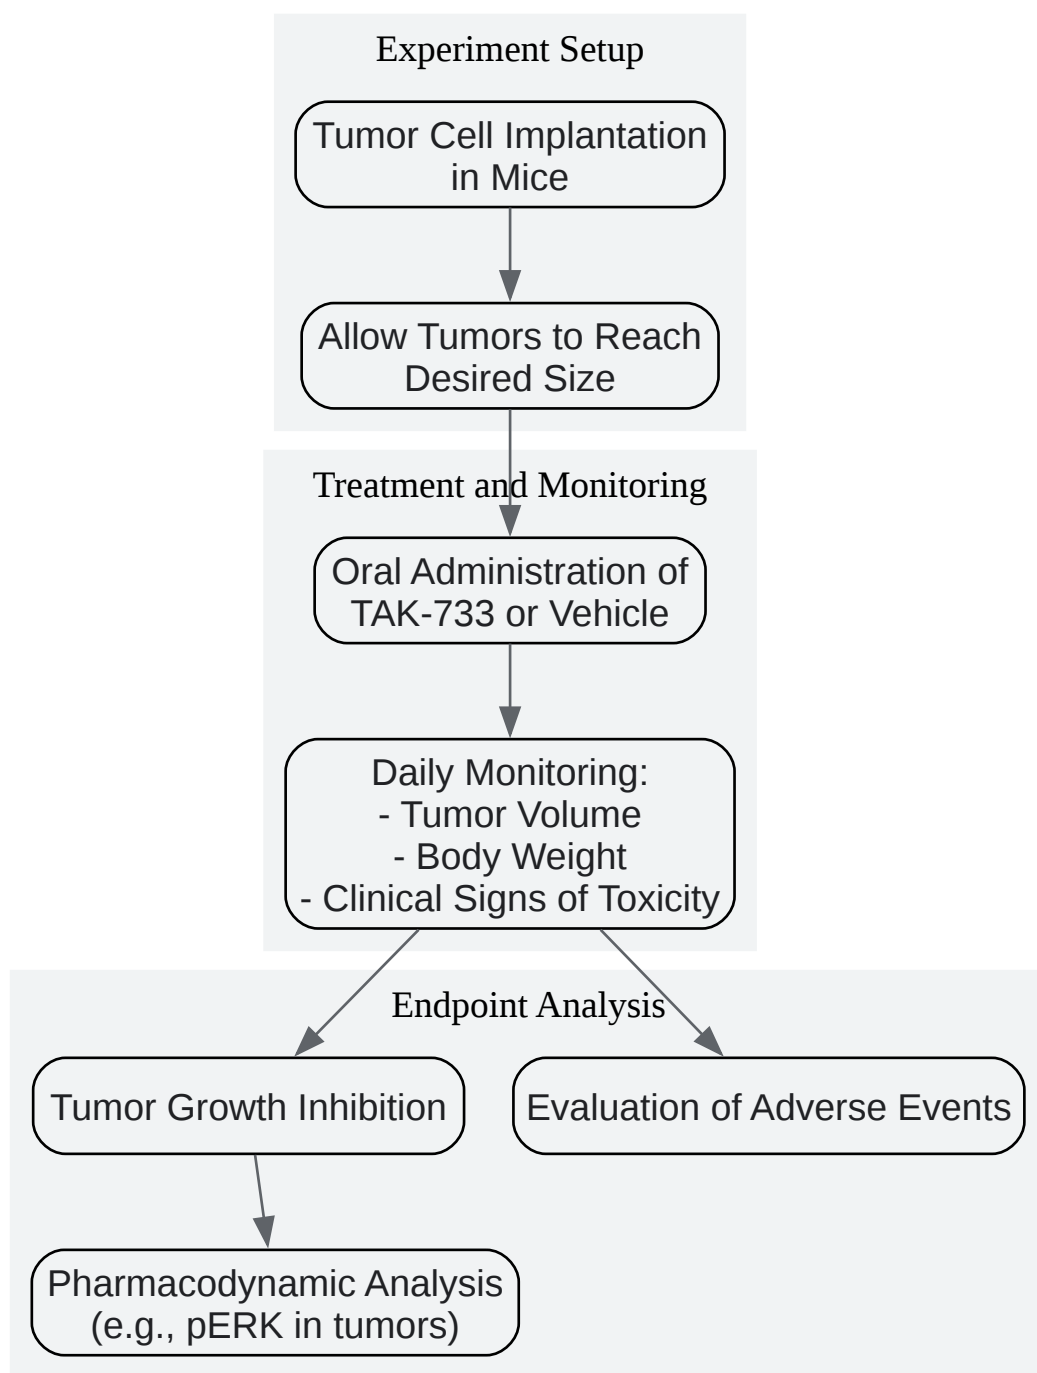 Experiment Setup
Tumor Cell Implantation
in Mice
Allow Tumors to Reach
Desired Size
Treatment and Monitoring
Oral Administration of
TAK-733 or Vehicle
Daily Monitoring:
- Tumor Volume
- Body Weight
- Clinical Signs of Toxicity
Endpoint Analysis
Tumor Growth Inhibition
Evaluation of Adverse Events
Pharmacodynamic Analysis
(e.g., pERK in tumors)